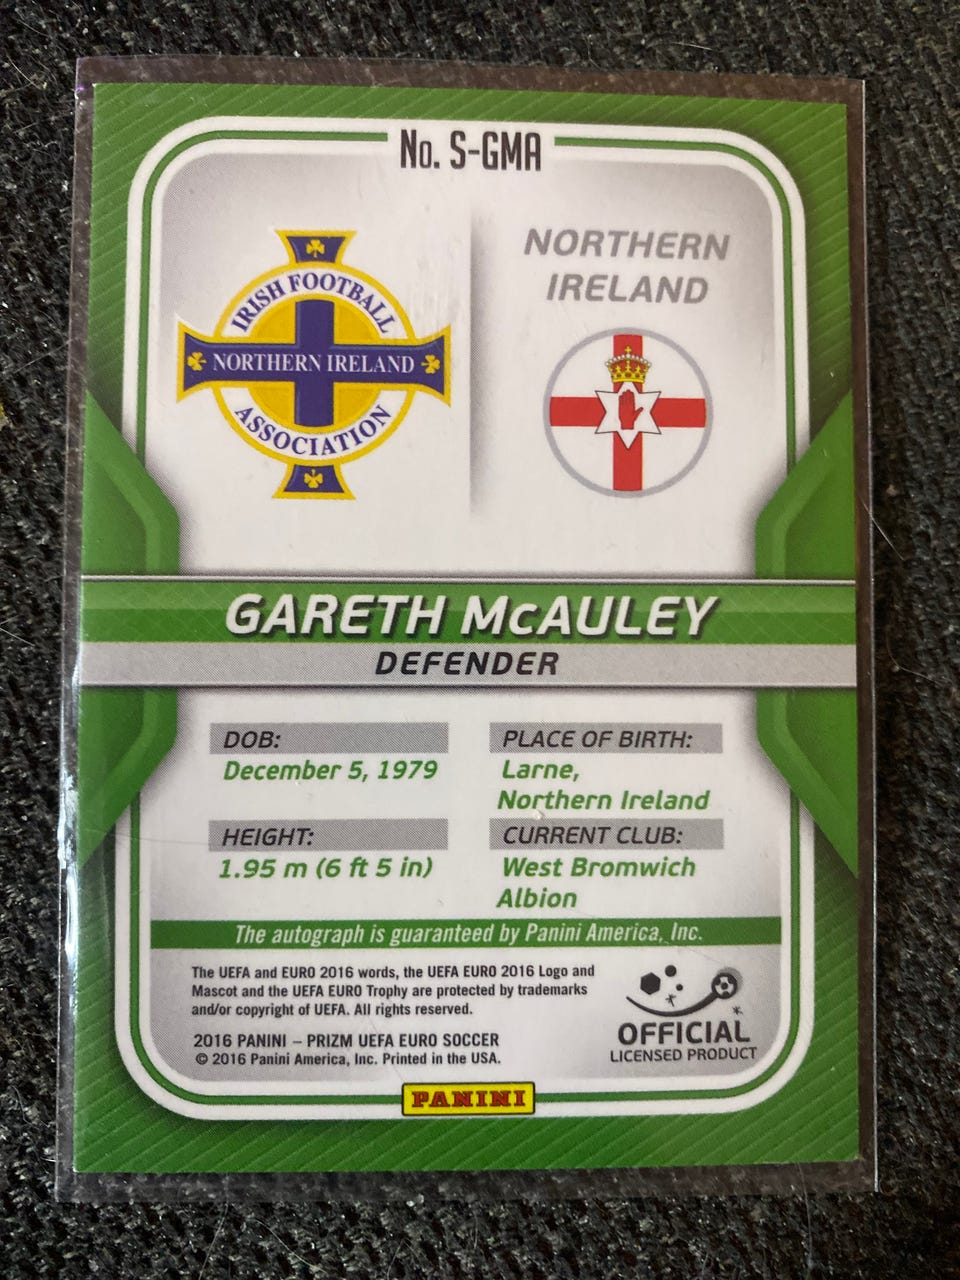 No. S-GMA
IRISH FOOTBALL
NORTHERN IRELAND
ASSOCIATION
NORTHERN
IRELAND
GARETH McAULEY
DEFENDER
DOB:
December 5, 1979
PLACE OF BIRTH:
Larne,
Northern Ireland
HEIGHT:
1.95 m (6 ft 5 in)
CURRENT CLUB:
West Bromwich
Albion
The autograph is guaranteed by Panini America, Inc.
The UEFA and EURO 2016 words, the UEFA EURO 2016 Logo and
Mascot and the UEFA EURO Trophy are protected by trademarks
and/or copyright of UEFA. All rights reserved.
2016 PANINI – PRIZM UEFA EURO SOCCER
© 2016 Panini America, Inc. Printed in the USA.
OFFICIAL
LICENSED PRODUCT
PANINI